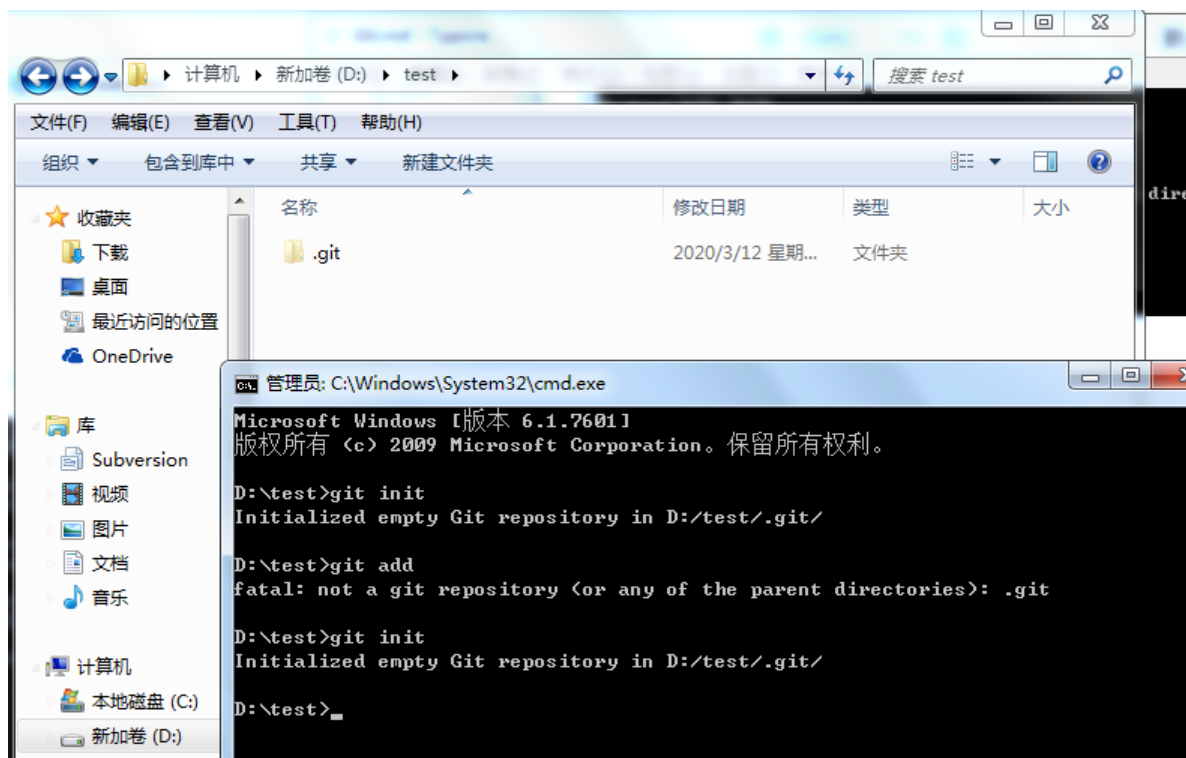 计算机 新加卷 (D:) test 搜索 test
文件(F) 编辑(E) 查看(V) 工具(T) 帮助(H)
组织 包含到库中 共享 新建文件夹
收藏夹
下载
桌面
最近访问的位置
OneDrive
库
Subversion
视频
图片
文档
音乐
计算机
本地磁盘 (C:)
新加卷 (D:)
名称 修改日期 类型 大小
.git 2020/3/12 星期... 文件夹
管理员: C:\Windows\System32\cmd.exe
Microsoft Windows [版本 6.1.7601]
版权所有 (c) 2009 Microsoft Corporation。保留所有权利。
D:\test>git init
Initialized empty Git repository in D:/test/.git/
D:\test>git add
fatal: not a git repository (or any of the parent directories): .git
D:\test>git init
Initialized empty Git repository in D:/test/.git/
D:\test>_